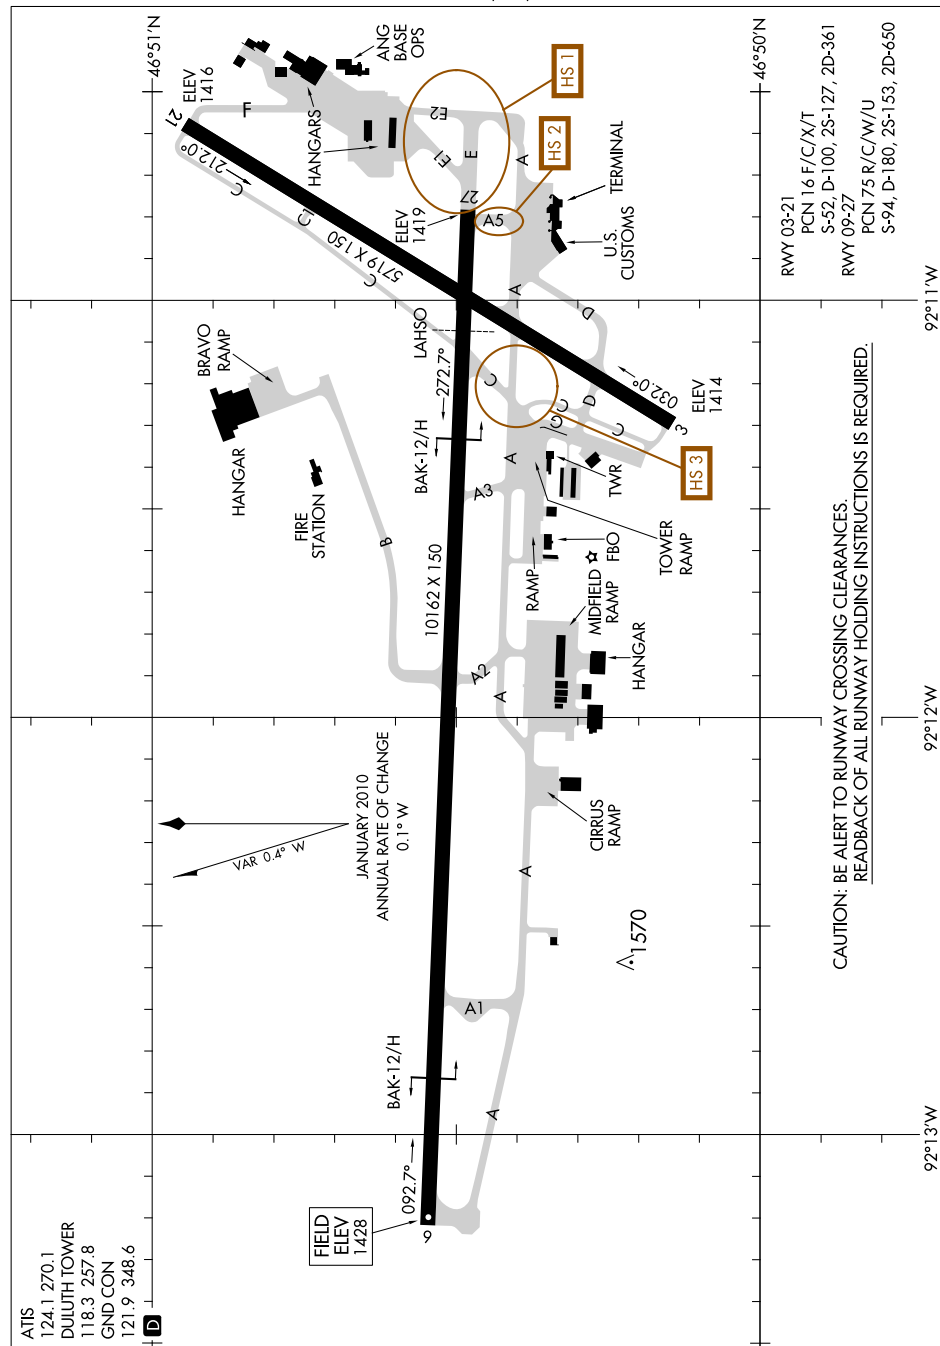 ATIS
124.1 270.1
DULUTH TOWER
118.3 257.8
GND CON
121.9 348.6
D
46°51'N
46°50'N
92°11'W
92°12'W
92°13'W
FIELD
ELEV
1428
9
092.7°
BAK-12/H
A
A1
JANUARY 2010
ANNUAL RATE OF CHANGE
0.1° W
VAR 0.4° W
1570
A
CIRRUS
RAMP
A
A2
10162 X 150
B
HANGAR
MIDFIELD
RAMP
FIRE
STATION
HANGAR
BRAVO
RAMP
RAMP
FBO
TOWER
RAMP
TWR
A3
A
BAK-12/H
272.7°
LAHSO
C
HS 3
G
C
C
D
D
3
032.0°
ELEV
1414
A
5719 X 150
C
C1
C
212.0°
21
ELEV
1416
F
ELEV
1419
27
A5
HS 2
HS 1
E
E1
E2
A
U.S.
CUSTOMS
TERMINAL
HANGARS
ANG
BASE
OPS
RWY 03-21
PCN 16 F/C/X/T
S-52, D-100, 2S-127, 2D-361
RWY 09-27
PCN 75 R/C/W/U
S-94, D-180, 2S-153, 2D-650
CAUTION: BE ALERT TO RUNWAY CROSSING CLEARANCES.
READBACK OF ALL RUNWAY HOLDING INSTRUCTIONS IS REQUIRED.